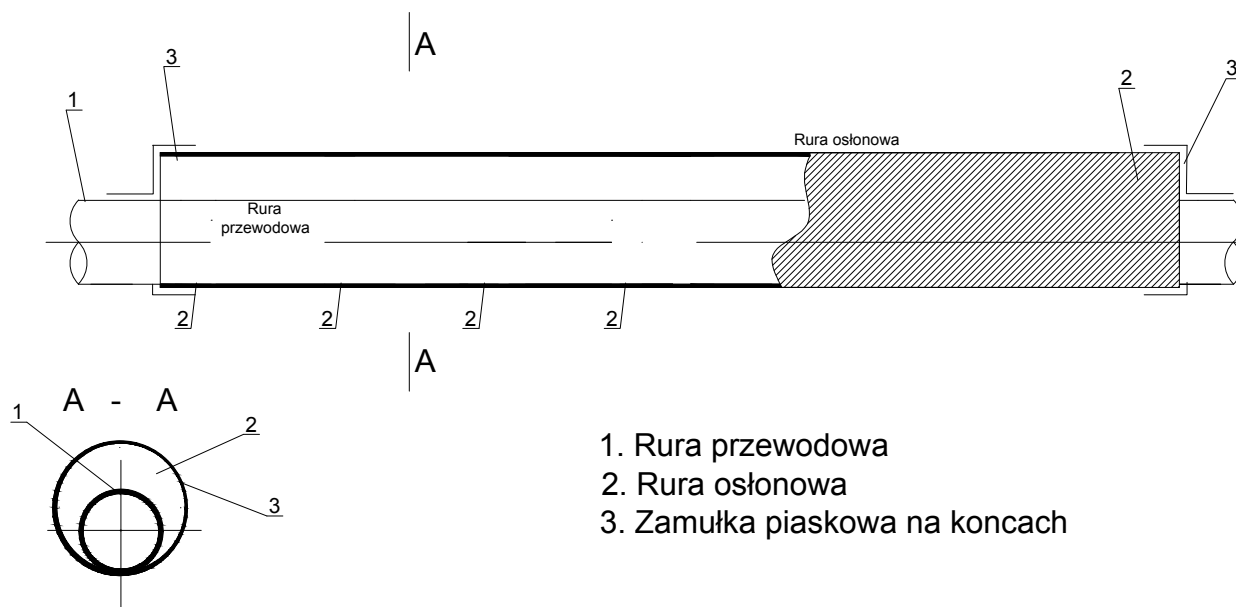 A
3
3
2
1
Rura osłonowa
Rura
przewodowa
2
2
2
2
A
A - A
1
2
3
1. Rura przewodowa
2. Rura osłonowa
3. Zamułka piaskowa na koncach